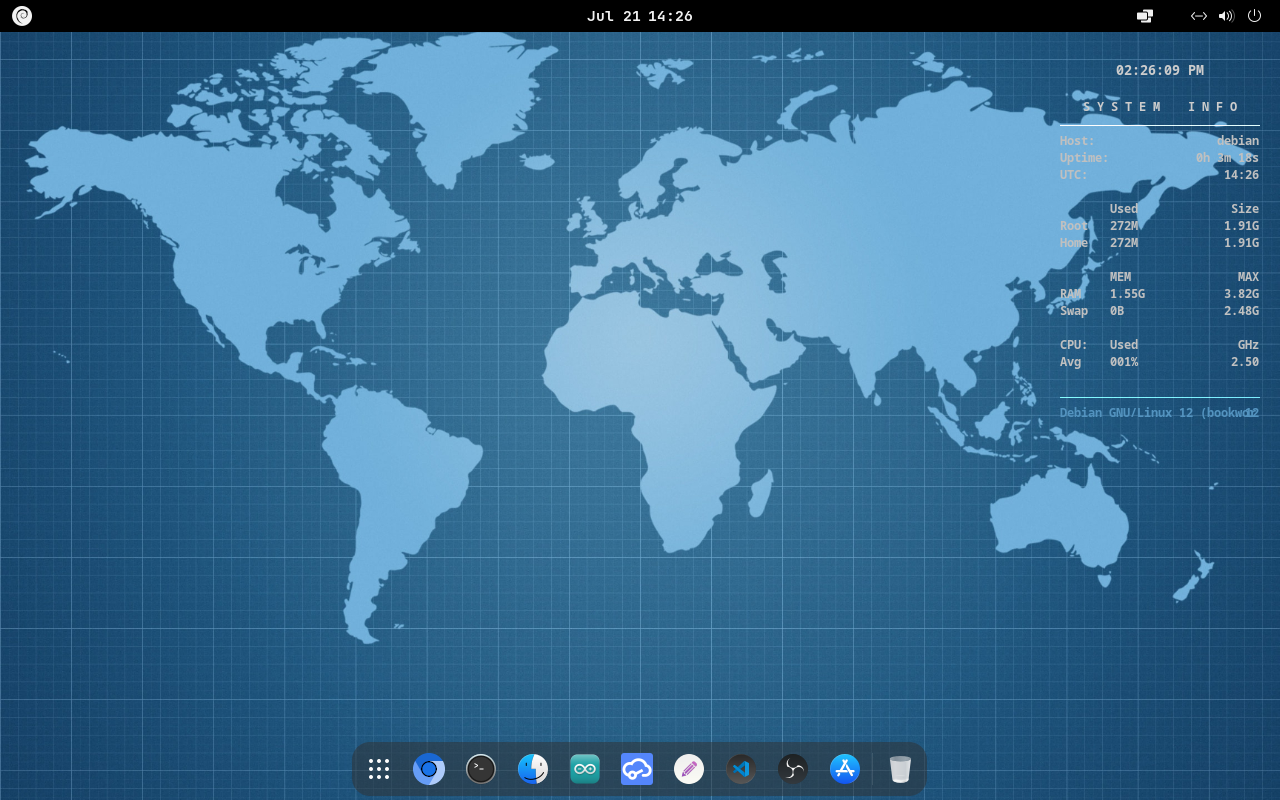 Jul 21 14:26
02:26:09 PM
SYSTEM INFO
Host: debian
Uptime: 0h 3m 18s
UTC: 14:26
Used Size
Root 272M 1.91G
Home 272M 1.91G
MEM MAX
RAM 1.55G 3.82G
Swap 0B 2.48G
CPU: Used GHz
Avg 001% 2.50
Debian GNU/Linux 12 (bookwo 12
>_